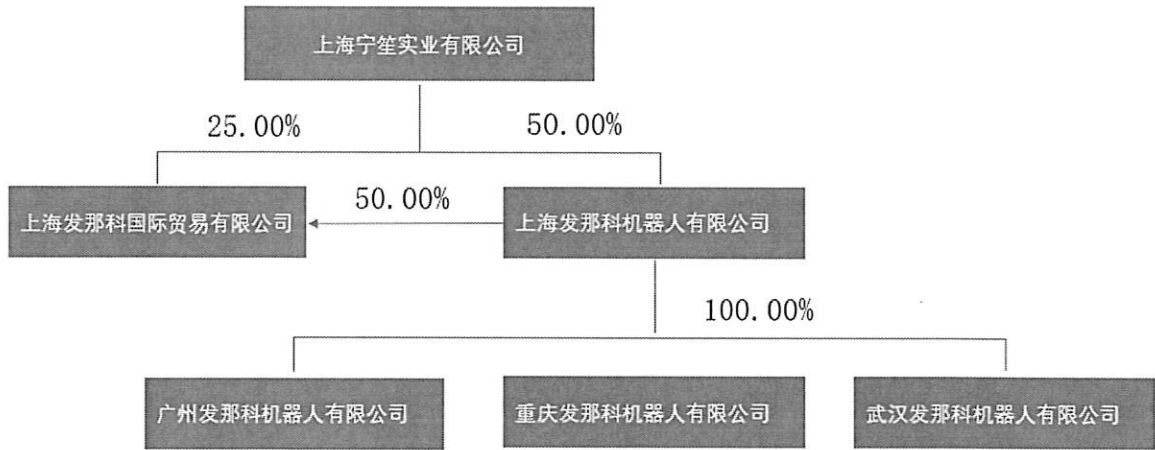 上海宁笙实业有限公司
25.00%
50.00%
上海发那科国际贸易有限公司
50.00%
上海发那科机器人有限公司
100.00%
广州发那科机器人有限公司
重庆发那科机器人有限公司
武汉发那科机器人有限公司